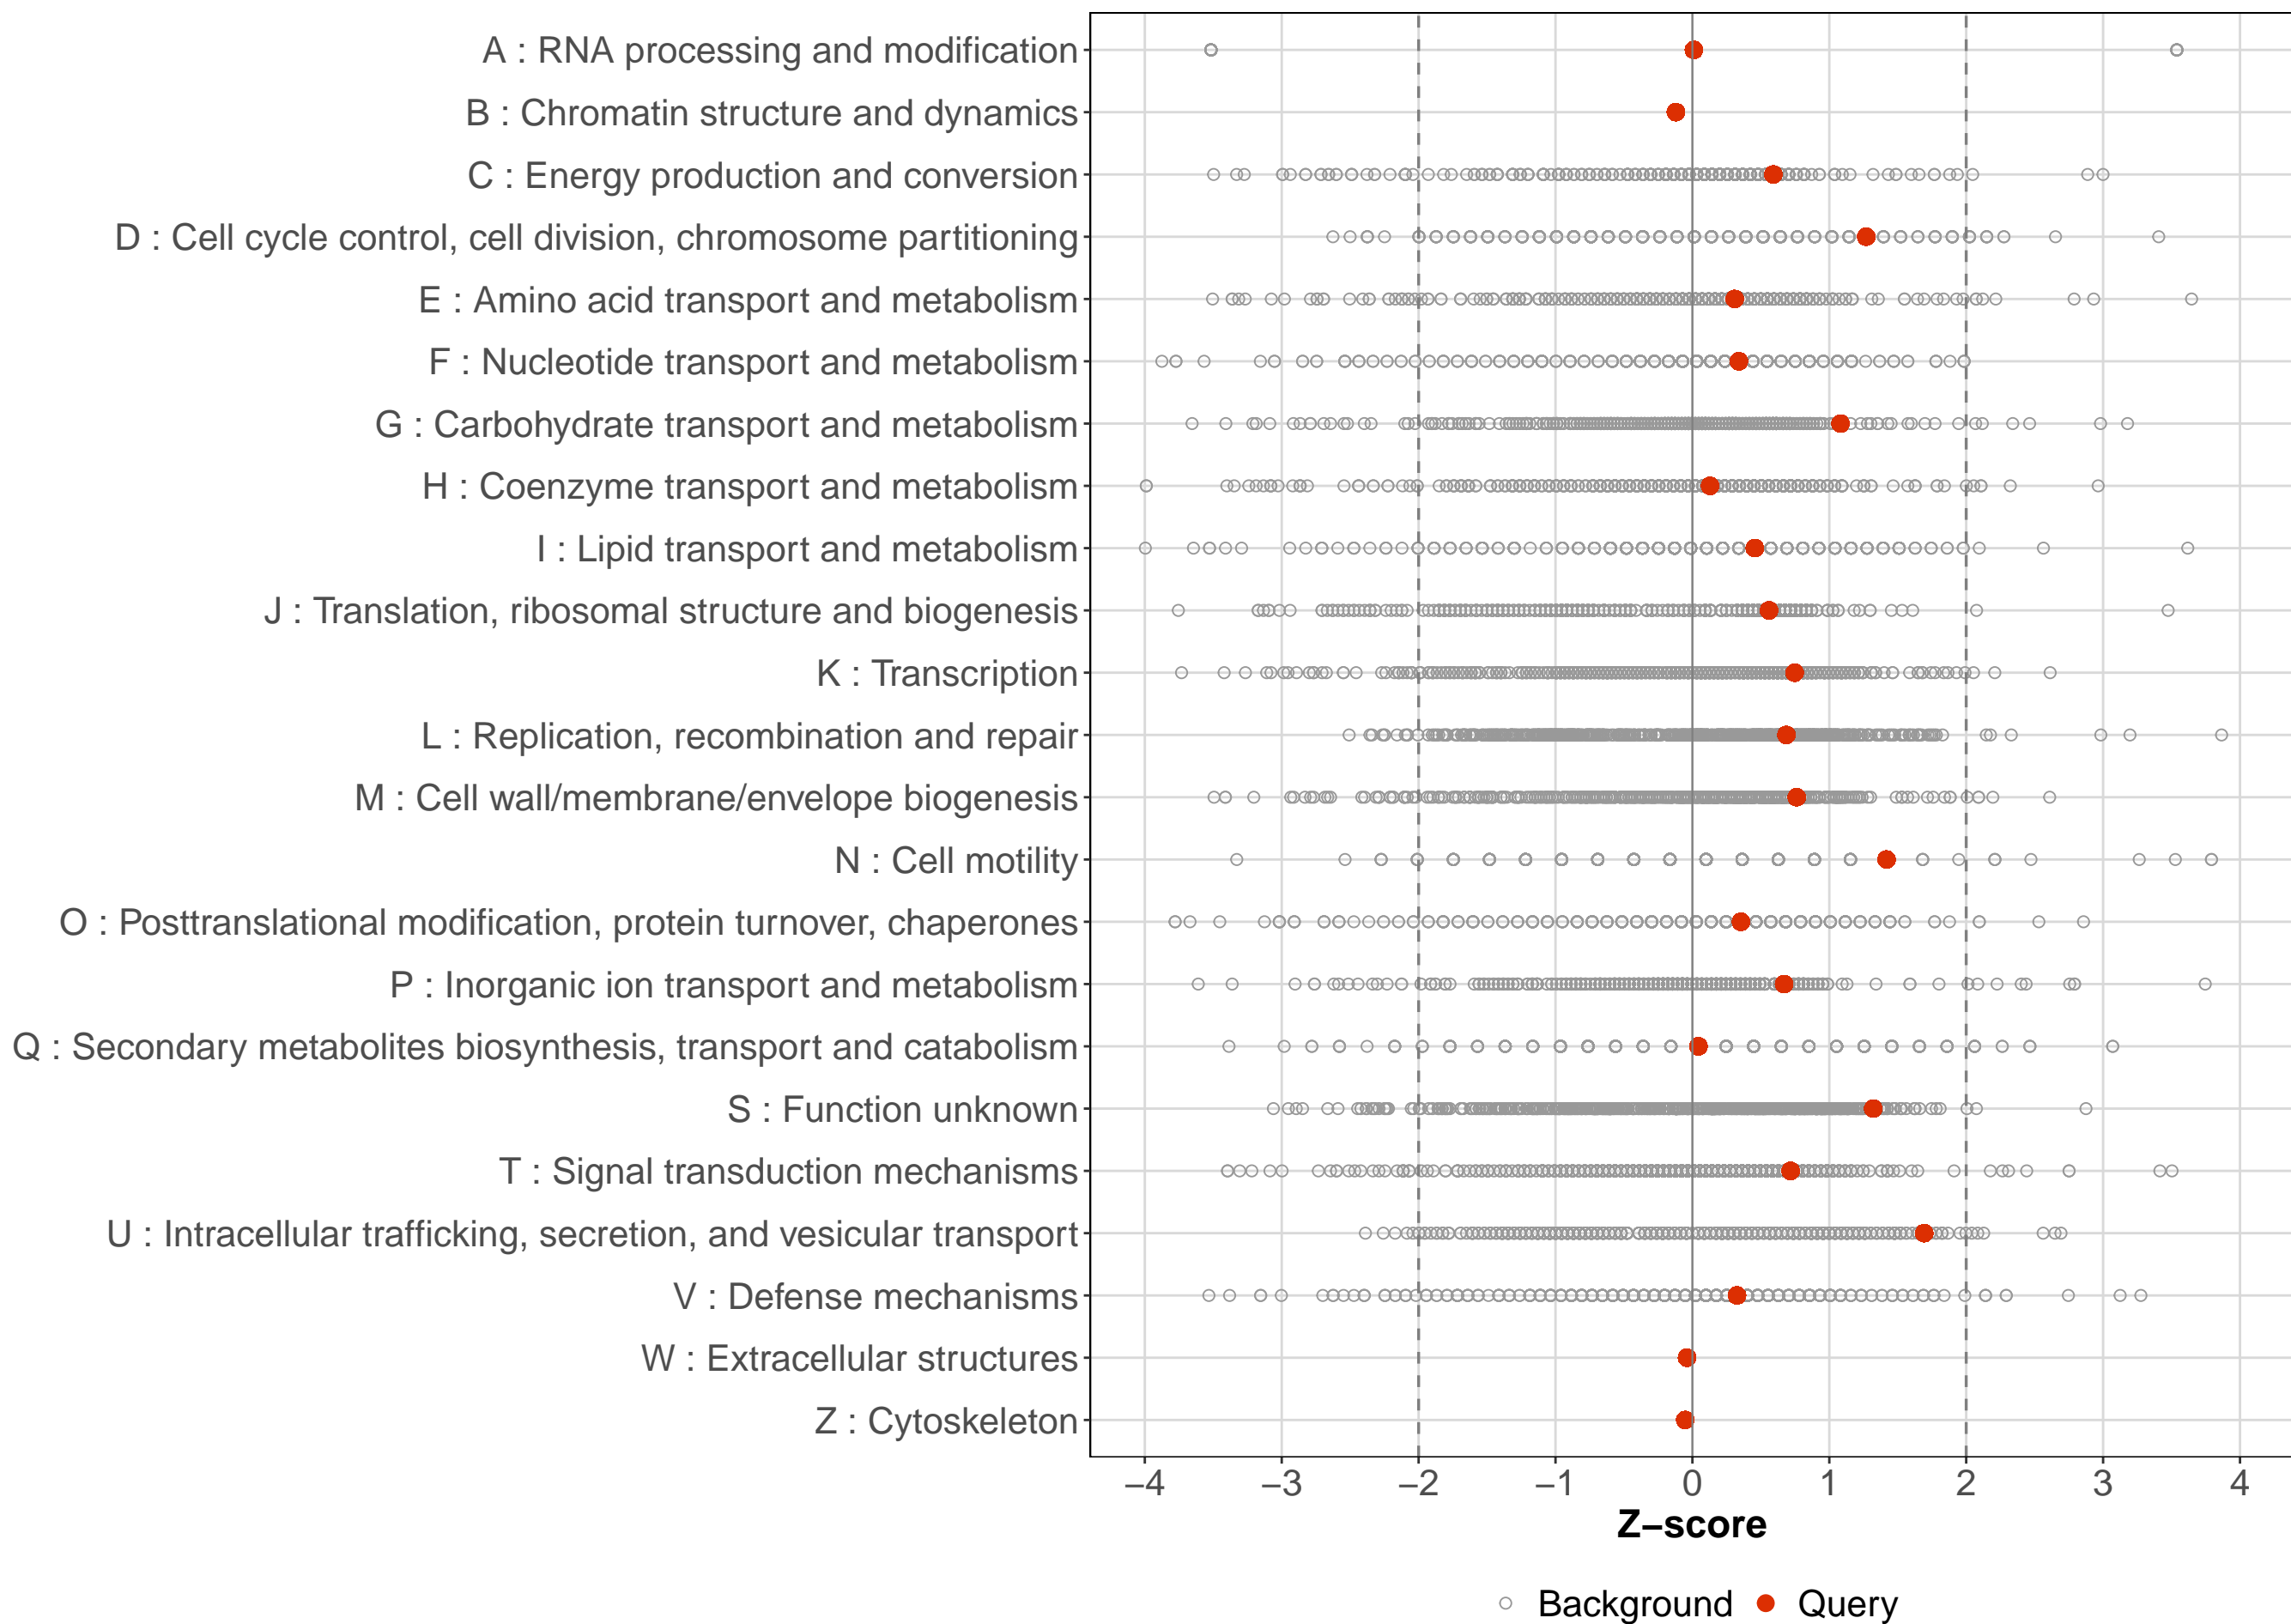 A : RNA processing and modification
B : Chromatin structure and dynamics
C : Energy production and conversion
D : Cell cycle control, cell division, chromosome partitioning
E : Amino acid transport and metabolism
F : Nucleotide transport and metabolism
G : Carbohydrate transport and metabolism
H : Coenzyme transport and metabolism
I : Lipid transport and metabolism
J : Translation, ribosomal structure and biogenesis
K : Transcription
L : Replication, recombination and repair
M : Cell wall/membrane/envelope biogenesis
N : Cell motility
O : Posttranslational modification, protein turnover, chaperones
P : Inorganic ion transport and metabolism
Q : Secondary metabolites biosynthesis, transport and catabolism
S : Function unknown
T : Signal transduction mechanisms
U : Intracellular trafficking, secretion, and vesicular transport
V : Defense mechanisms
W : Extracellular structures
Z : Cytoskeleton
−4 −3 −2 −1 0 1 2 3 4
Z−score
Background Query